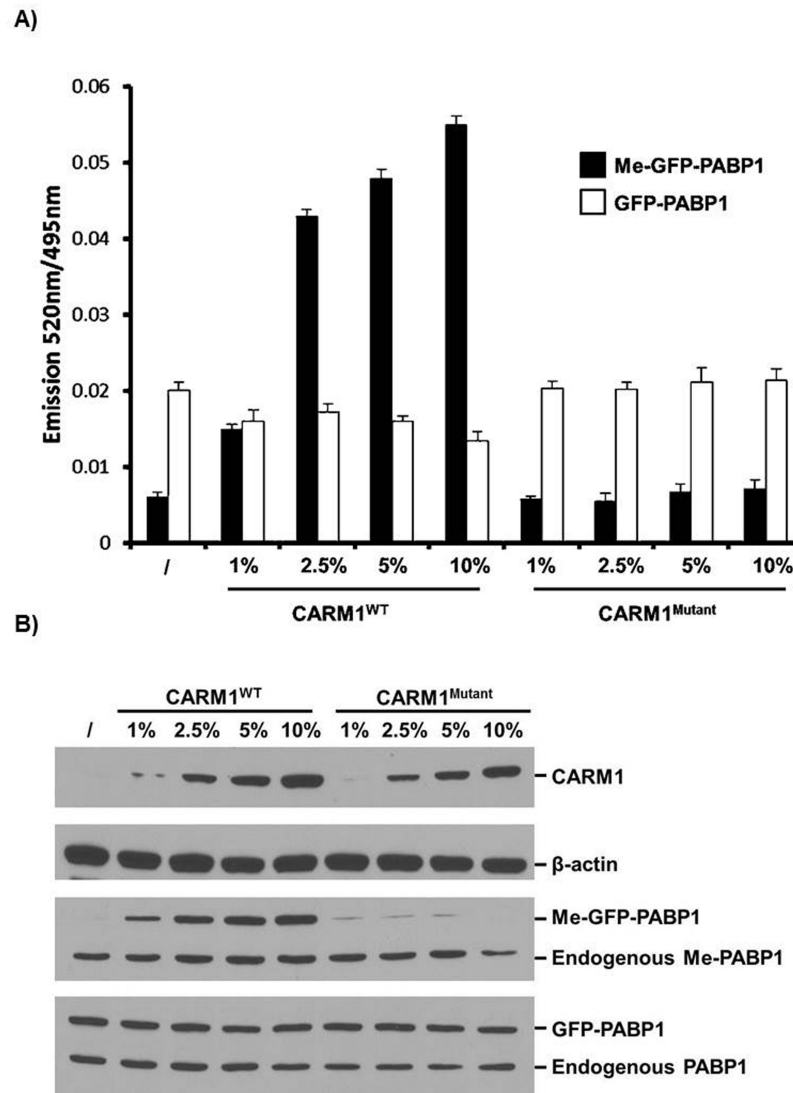 A)
0.06
0.05
0.04
0.03
0.02
0.01
0
Emission 520nm/495nm
Me-GFP-PABP1
GFP-PABP1
/ 1% 2.5% 5% 10% 1% 2.5% 5% 10%
CARM1WT CARM1Mutant
B)
CARM1WT CARM1Mutant
/ 1% 2.5% 5% 10% 1% 2.5% 5% 10%
CARM1
β-actin
Me-GFP-PABP1
Endogenous Me-PABP1
GFP-PABP1
Endogenous PABP1